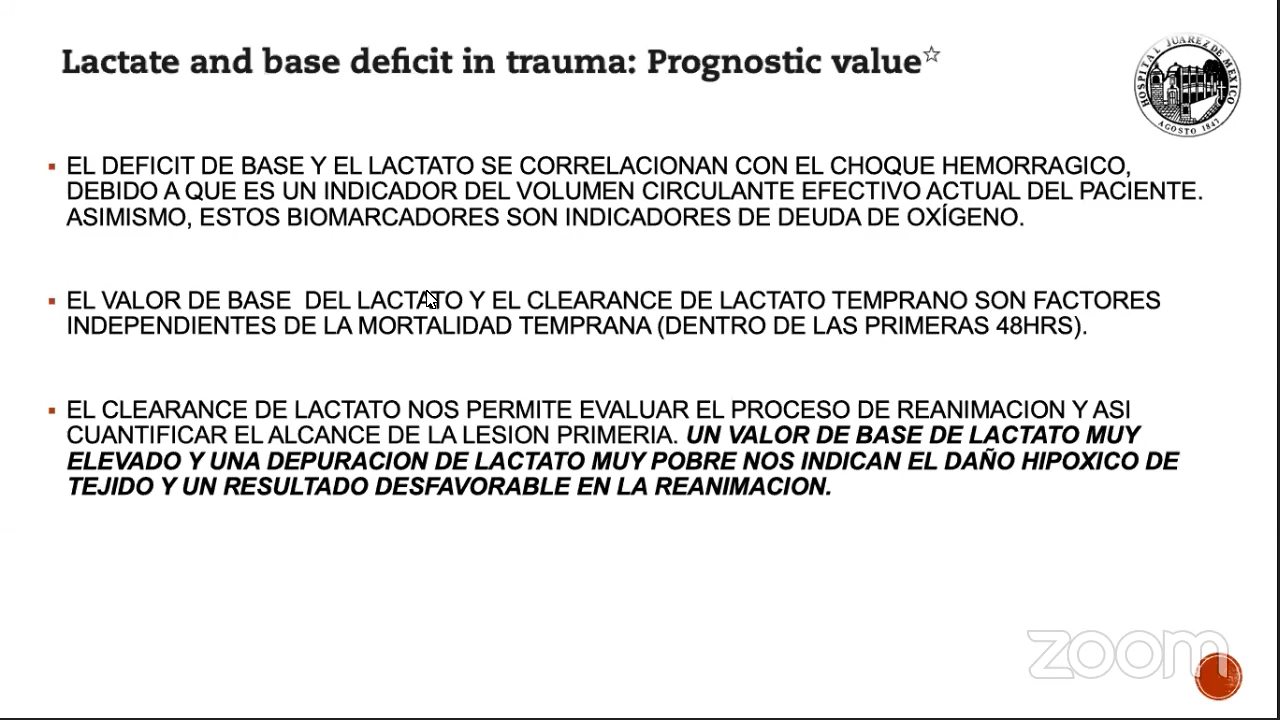 Lactate and base deficit in trauma: Prognostic value☆
HOSPITAL JUAREZ DE MEXICO
AGOSTO 1847
▪ EL DEFICIT DE BASE Y EL LACTATO SE CORRELACIONAN CON EL CHOQUE HEMORRAGICO,
DEBIDO A QUE ES UN INDICADOR DEL VOLUMEN CIRCULANTE EFECTIVO ACTUAL DEL PACIENTE.
ASIMISMO, ESTOS BIOMARCADORES SON INDICADORES DE DEUDA DE OXÍGENO.
▪ EL VALOR DE BASE  DEL LACTATO Y EL CLEARANCE DE LACTATO TEMPRANO SON FACTORES
INDEPENDIENTES DE LA MORTALIDAD TEMPRANA (DENTRO DE LAS PRIMERAS 48HRS).
▪ EL CLEARANCE DE LACTATO NOS PERMITE EVALUAR EL PROCESO DE REANIMACION Y ASI
CUANTIFICAR EL ALCANCE DE LA LESION PRIMERIA. UN VALOR DE BASE DE LACTATO MUY
ELEVADO Y UNA DEPURACION DE LACTATO MUY POBRE NOS INDICAN EL DAÑO HIPOXICO DE
TEJIDO Y UN RESULTADO DESFAVORABLE EN LA REANIMACION.
zoom